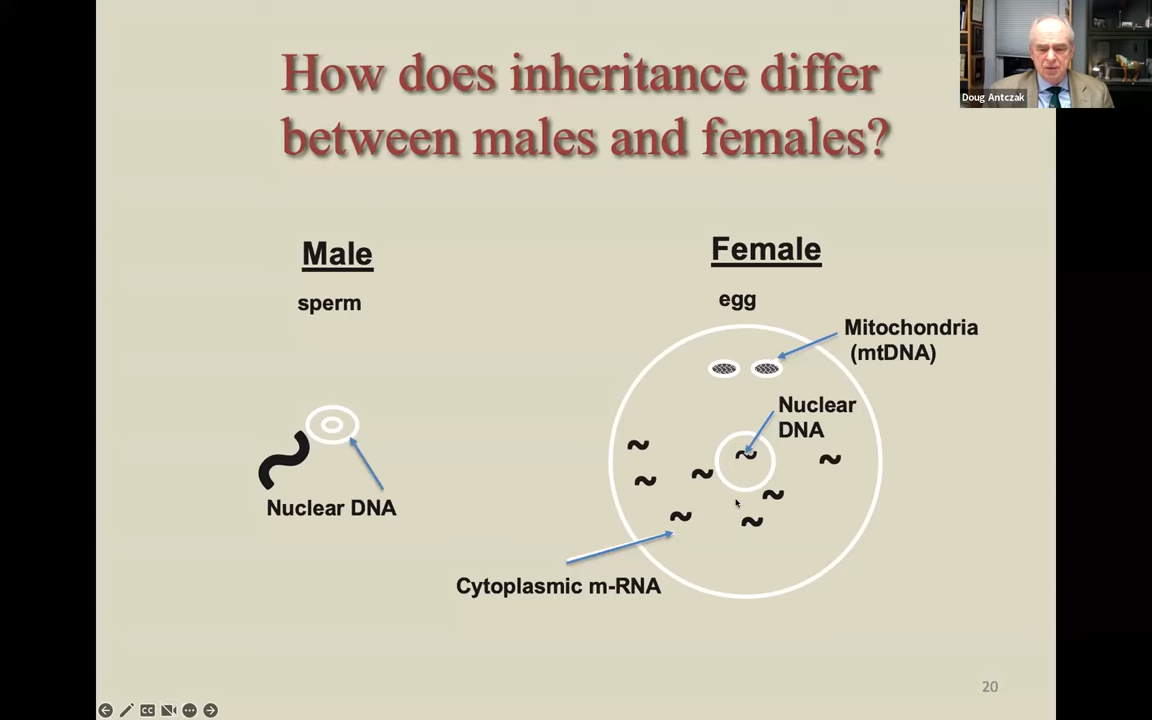 How does inheritance differ
between males and females?
Doug Antczak
Male
sperm
Nuclear DNA
Female
egg
Mitochondria
(mtDNA)
Nuclear
DNA
Cytoplasmic m-RNA
20
CC